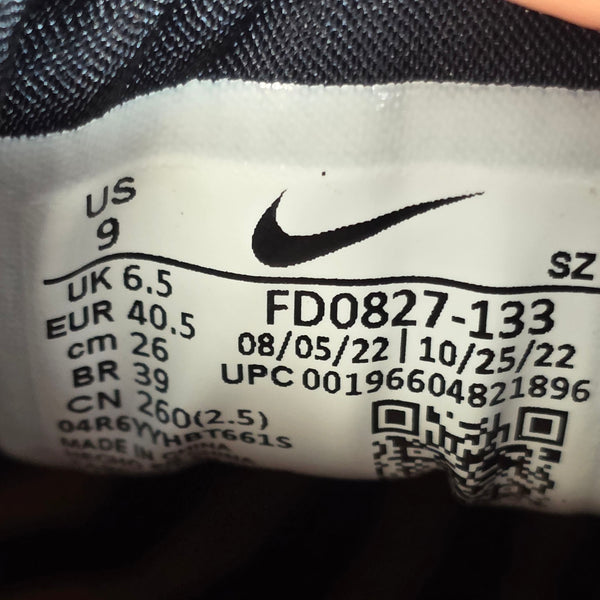 US
9
SZ
UK 6.5
EUR 40.5
cm 26
BR 39
CN 260(2.5)
04R6YYHBT661S
MADE IN CHINA
FD0827-133
08/05/22 | 10/25/22
UPC 00196604821896